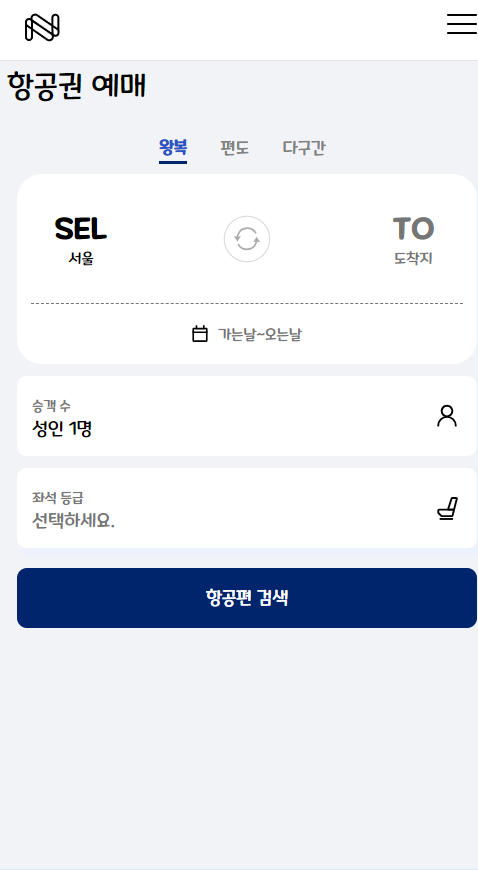 항공권 예매
왕복 편도 다구간
SEL TO
서울 도착지
가는날~오는날
승객 수
성인 1명
좌석 등급
선택하세요.
항공편 검색